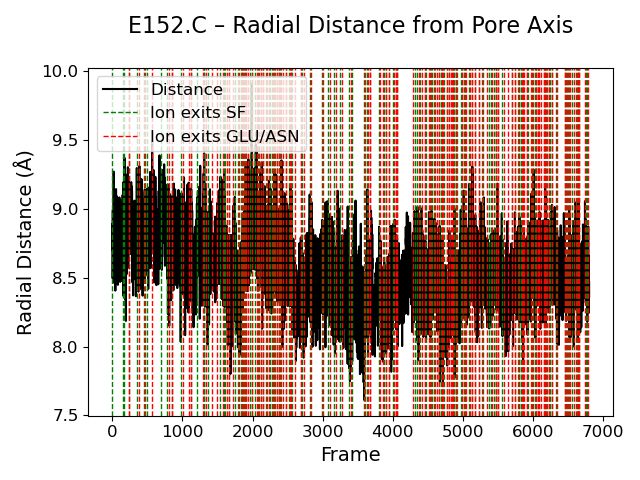 E152.C – Radial Distance from Pore Axis
Radial Distance (Å)
10.0
9.5
9.0
8.5
8.0
7.5
Distance
Ion exits SF
Ion exits GLU/ASN
0 1000 2000 3000 4000 5000 6000 7000
Frame